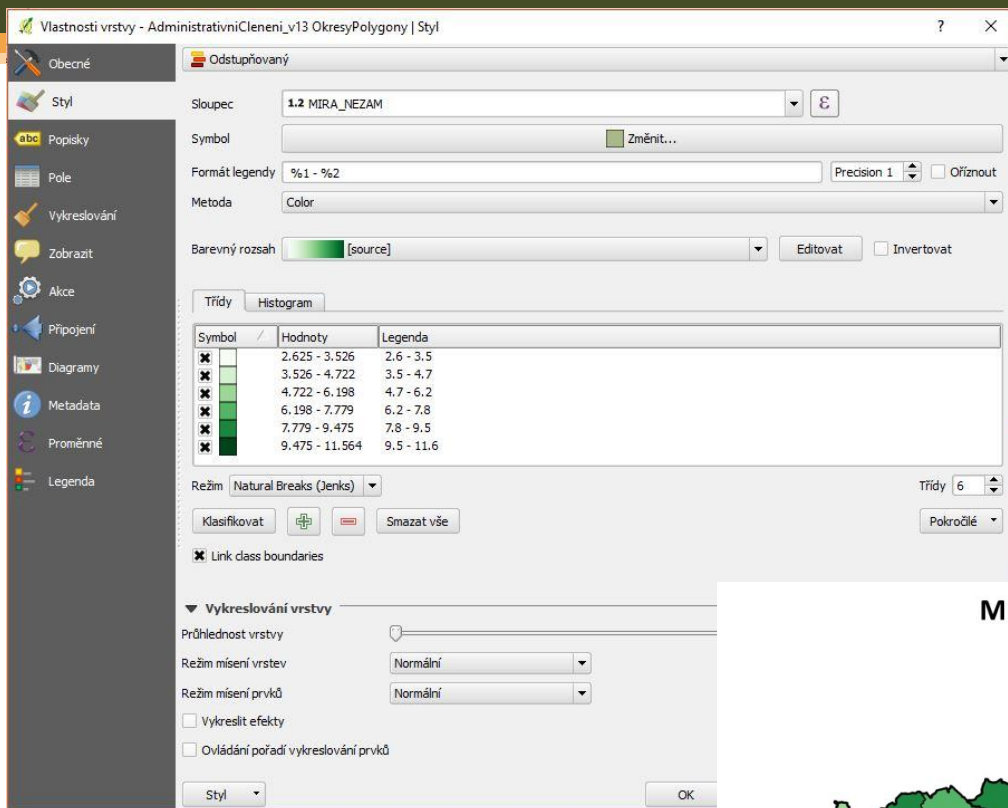 Vlastnosti vrstvy - AdministrativniCleneni_v13 OkresyPolygony | Styl
?
Obecné
Styl
abc Popisky
Pole
Vykreslování
Zobrazit
Akce
Připojení
Diagramy
Metadata
Proměnné
Legenda
Odstupňovaný
Sloupec 1.2 MIRA_NEZAM ε
Symbol Změnit...
Formát legendy %1 - %2 Precision 1 Oříznout
Metoda Color
Barevný rozsah [source] Editovat Invertovat
Třídy Histogram
Symbol Hodnoty Legenda
2.625 - 3.526 2.6 - 3.5
3.526 - 4.722 3.5 - 4.7
4.722 - 6.198 4.7 - 6.2
6.198 - 7.779 6.2 - 7.8
7.779 - 9.475 7.8 - 9.5
9.475 - 11.564 9.5 - 11.6
Režim Natural Breaks (Jenks) Třídy 6
Klasifikovat Smazat vše Pokročilé
Link class boundaries
Vykreslování vrstvy
Průhlednost vrstvy
Režim mísení vrstev Normální
Režim mísení prvků Normální
Vykreslit efekty
Ovládání pořadí vykreslování prvků
Styl OK
M